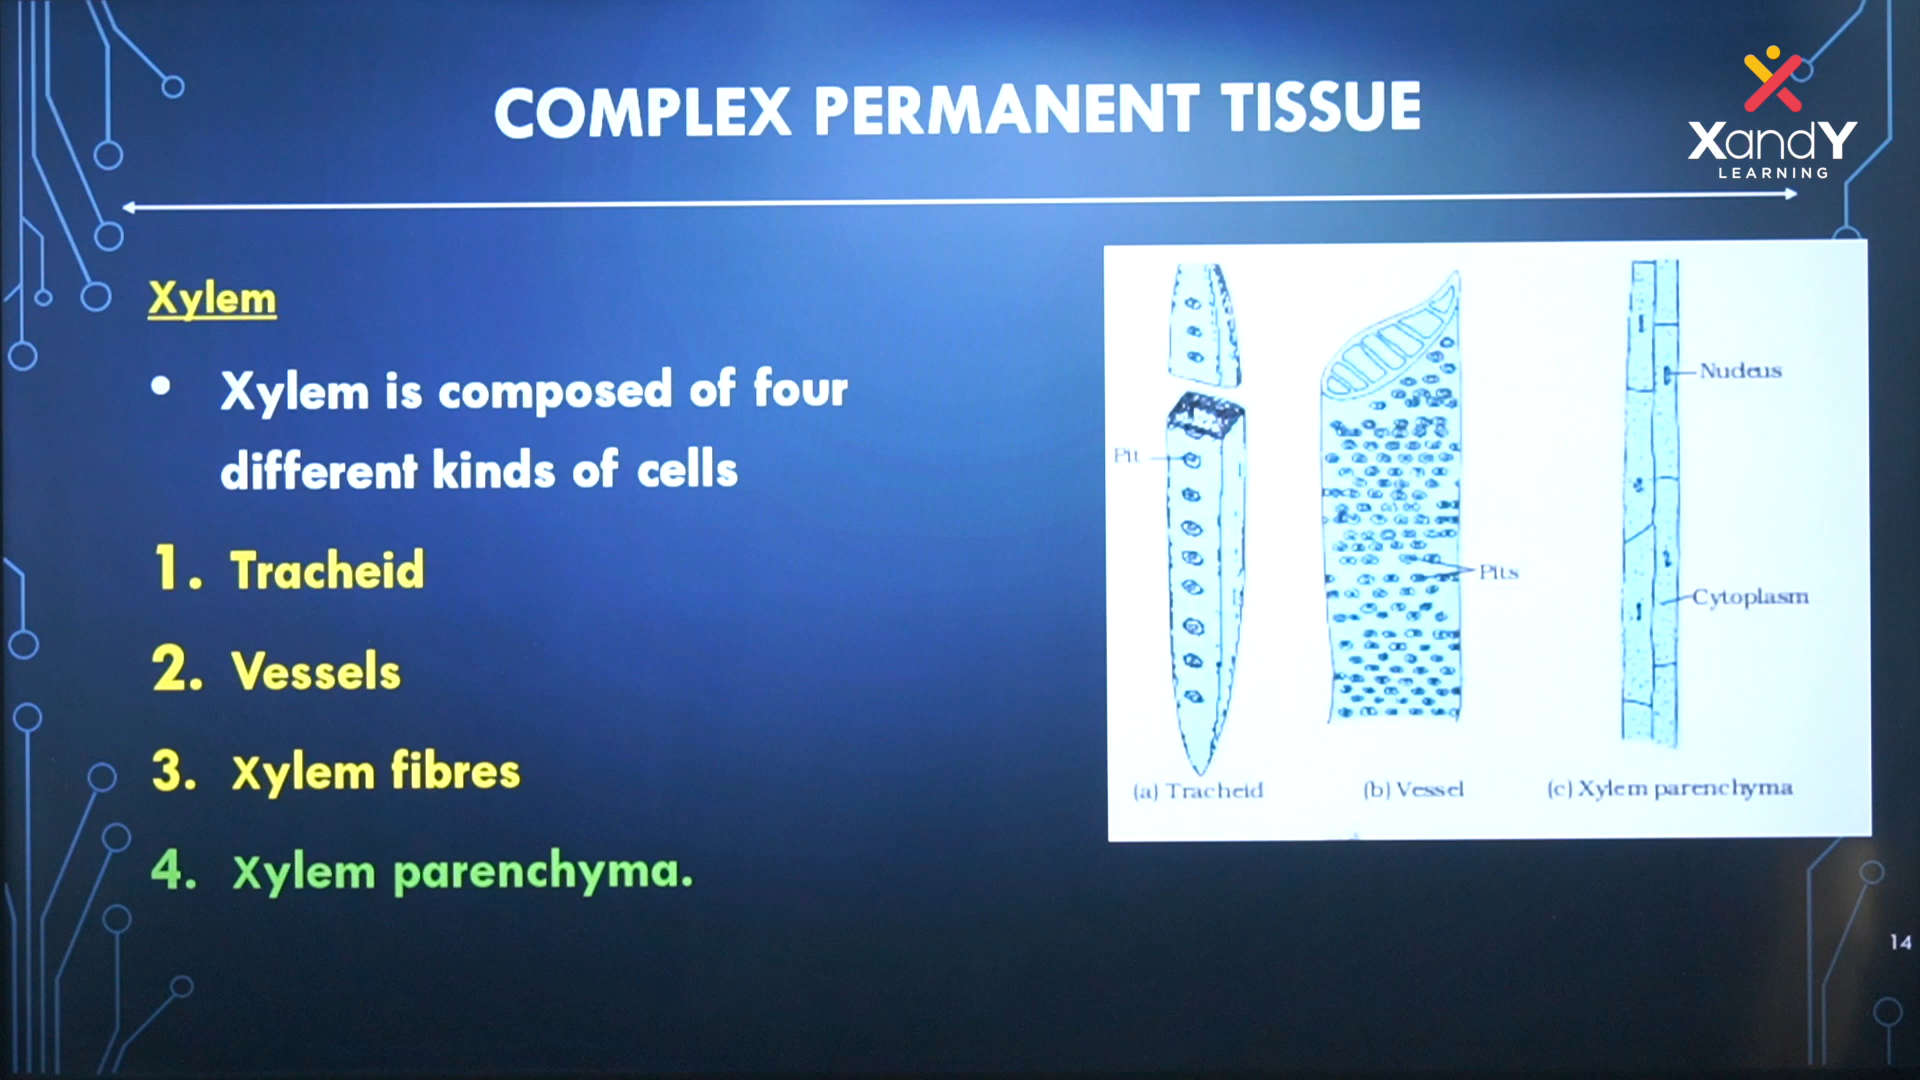 COMPLEX PERMANENT TISSUE
XandY
LEARNING
Xylem
• Xylem is composed of four
different kinds of cells
1. Tracheid
2. Vessels
3. Xylem fibres
4. Xylem parenchyma.
Nucleus
Pit
Pits
Cytoplasm
(a) Tracheid
(b) Vessel
(c) Xylem parenchyma
14